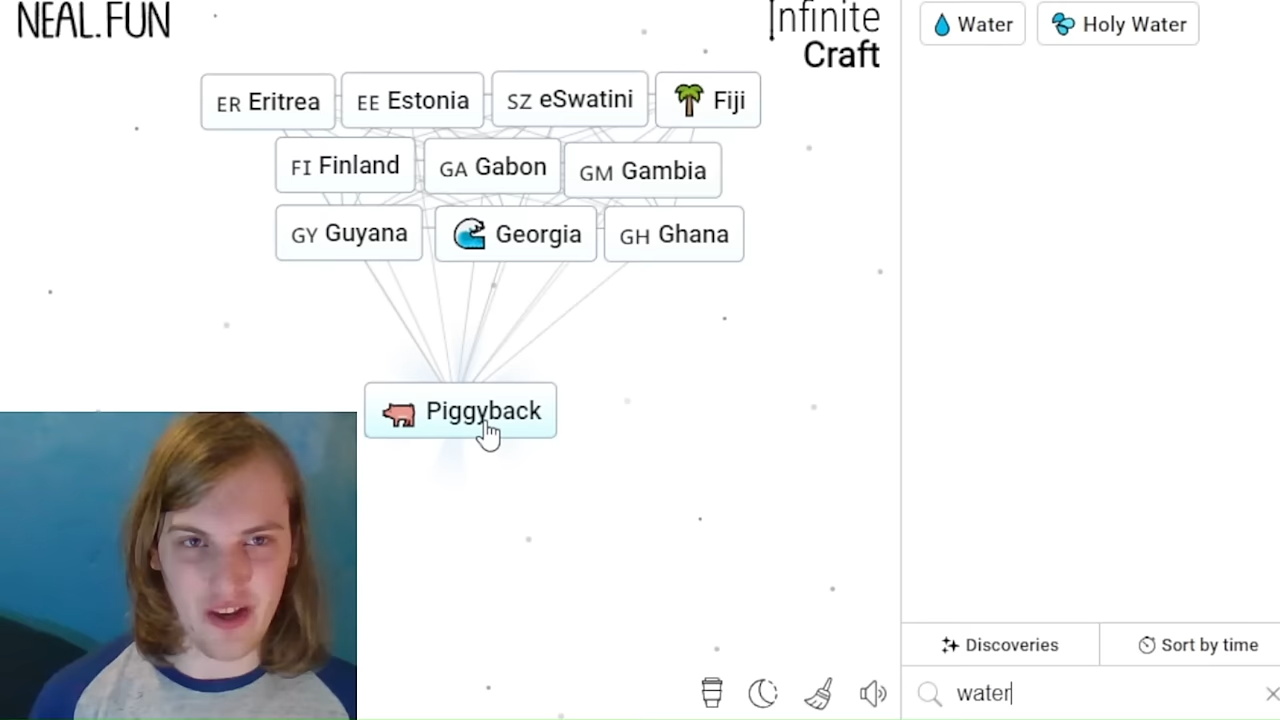 NEAL.FUN
Infinite
Craft
Water
Holy Water
ER Eritrea
EE Estonia
SZ eSwatini
Fiji
FI Finland
GA Gabon
GM Gambia
GY Guyana
Georgia
GH Ghana
Piggyback
Discoveries
Sort by time
water